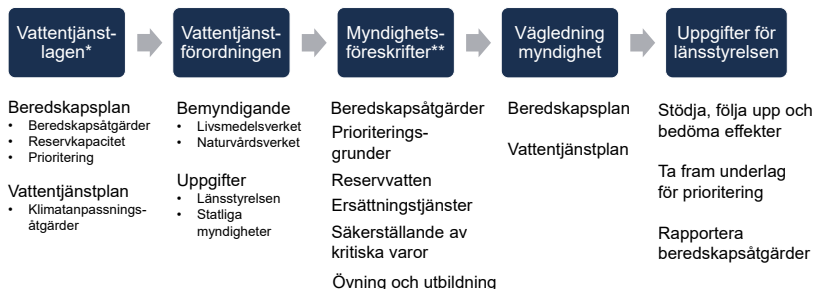 Vattentjänst-
lagen*
Vattentjänst-
förordningen
Myndighets-
föreskrifter**
Vägledning
myndighet
Uppgifter för
länsstyrelsen
Beredskapsplan
• Beredskapsåtgärder
• Reservkapacitet
• Prioritering
Vattentjänstplan
• Klimatanpassnings-
åtgärder
Bemyndigande
• Livsmedelsverket
• Naturvårdsverket
Uppgifter
• Länsstyrelsen
• Statliga
myndigheter
Beredskapsåtgärder
Prioriterings-
grunder
Reservvatten
Ersättningstjänster
Säkerställande av
kritiska varor
Övning och utbildning
Beredskapsplan
Vattentjänstplan
Stödja, följa upp och
bedöma effekter
Ta fram underlag
för prioritering
Rapportera
beredskapsåtgärder